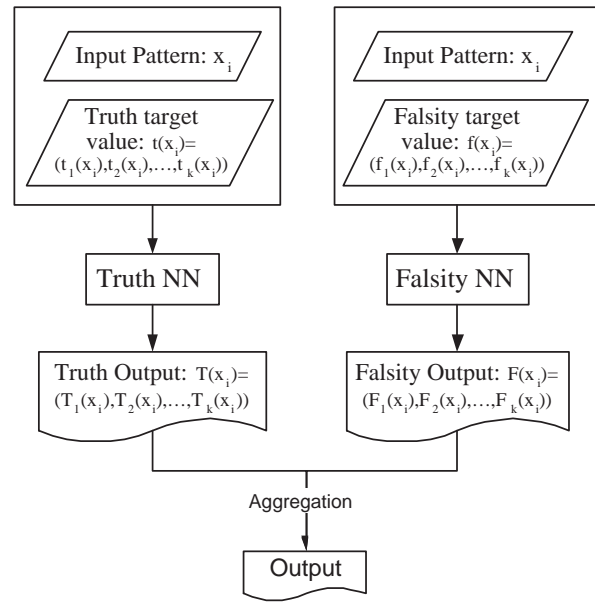 Input Pattern: x_i
Truth target
value: t(x_i)=
(t_1(x_i),t_2(x_i),...,t_k(x_i))
Truth NN
Truth Output: T(x_i)=
(T_1(x_i),T_2(x_i),...,T_k(x_i))
Input Pattern: x_i
Falsity target
value: f(x_i)=
(f_1(x_i),f_2(x_i),...,f_k(x_i))
Falsity NN
Falsity Output: F(x_i)=
(F_1(x_i),F_2(x_i),...,F_k(x_i))
Aggregation
Output